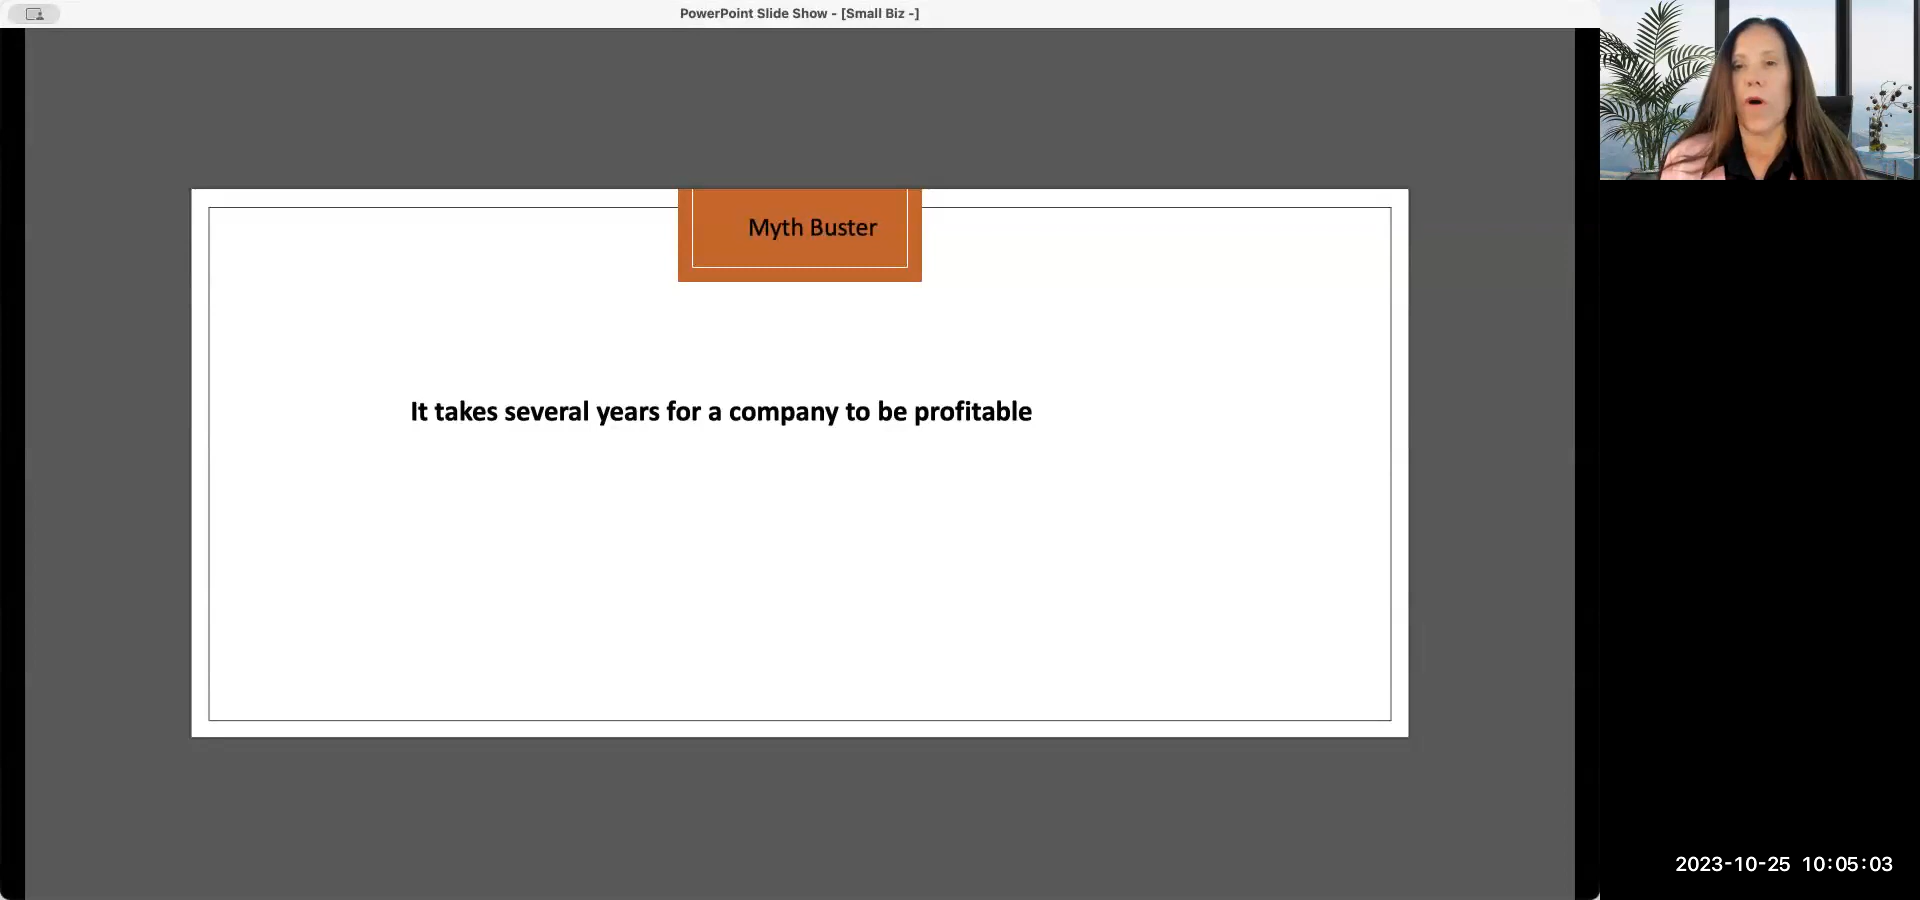 PowerPoint Slide Show - [Small Biz -]
Myth Buster
It takes several years for a company to be profitable
2023-10-25 10:05:03